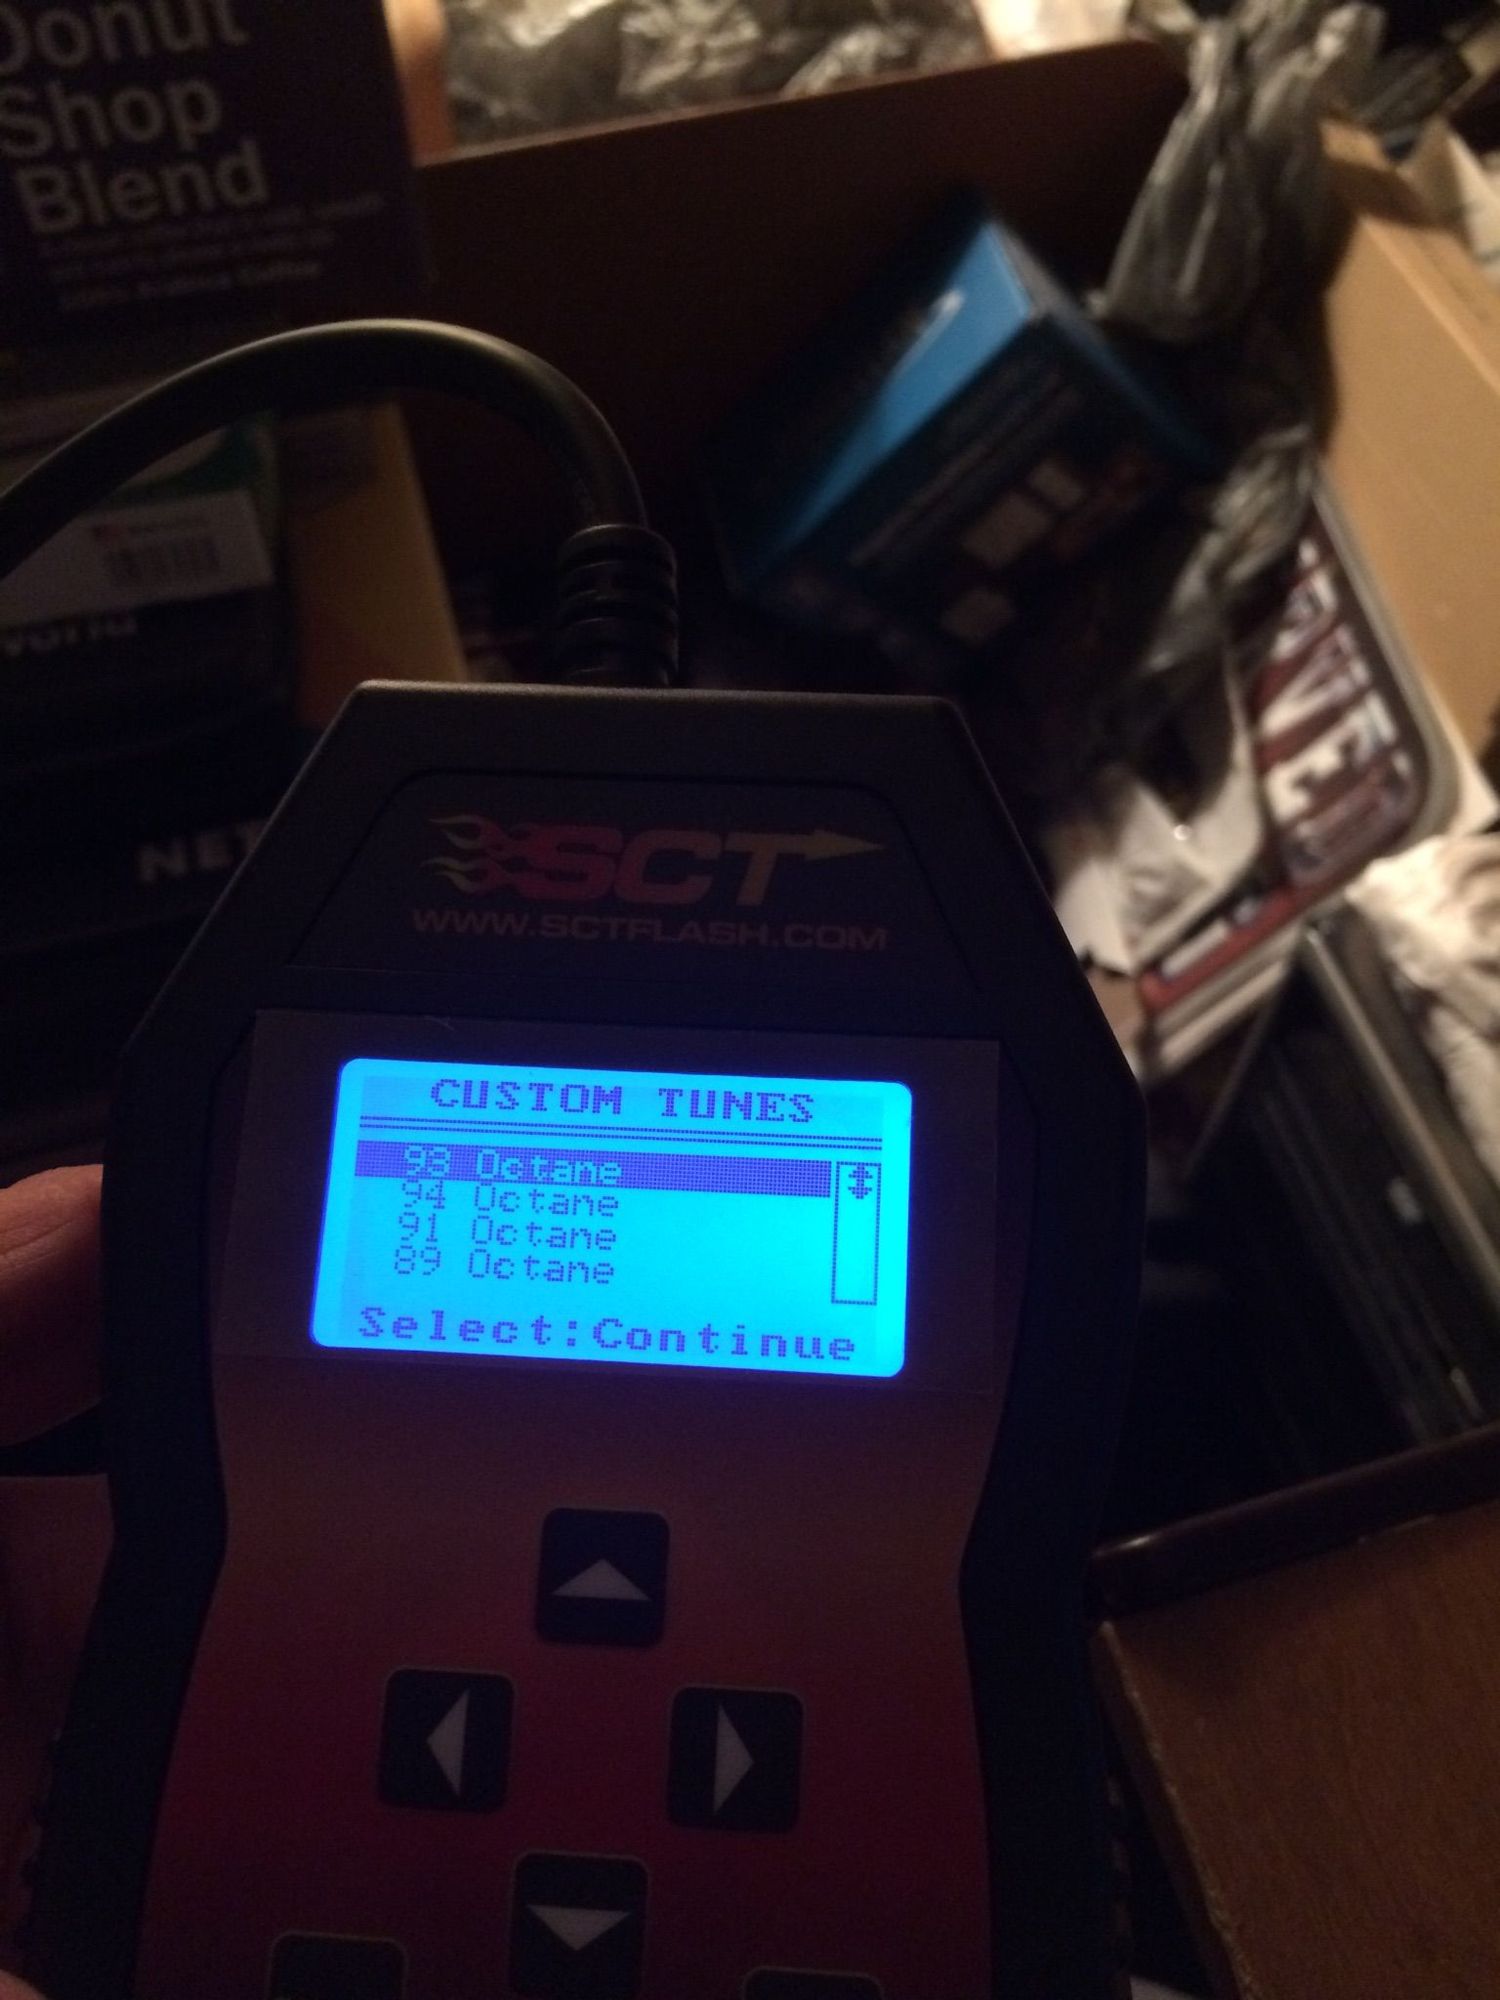 Donut
Shop
Blend
NET
SCT
WWW.SCTFLASH.COM
CUSTOM TUNES
93 Octane
94 Octane
91 Octane
89 Octane
Select:Continue